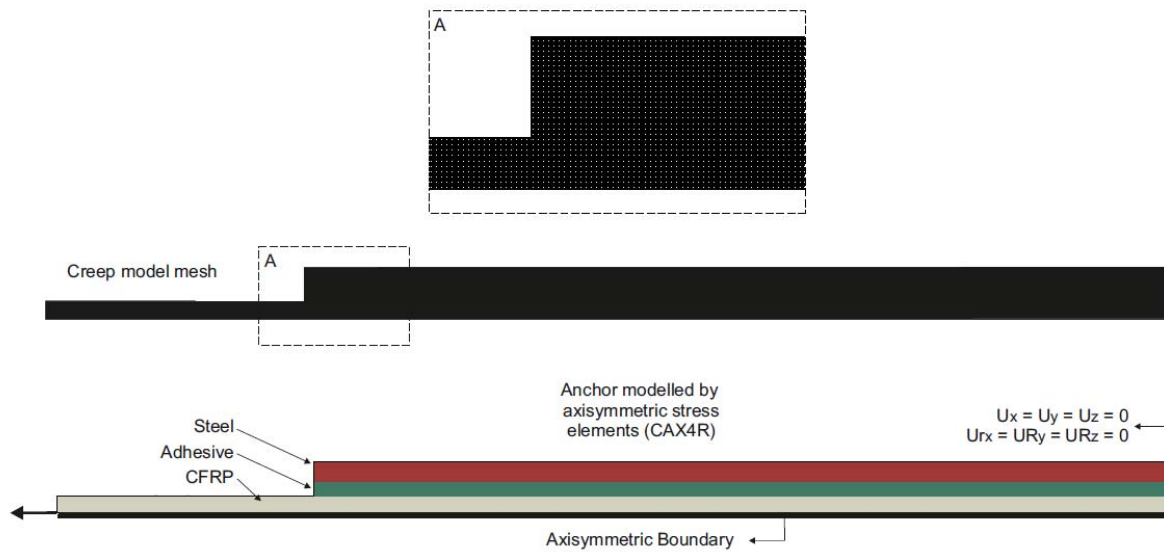 A
Creep model mesh
A
Anchor modelled by
axisymmetric stress
elements (CAX4R)
Ux = Uy = Uz = 0
Urx = URy = URz = 0
Steel
Adhesive
CFRP
Axisymmetric Boundary